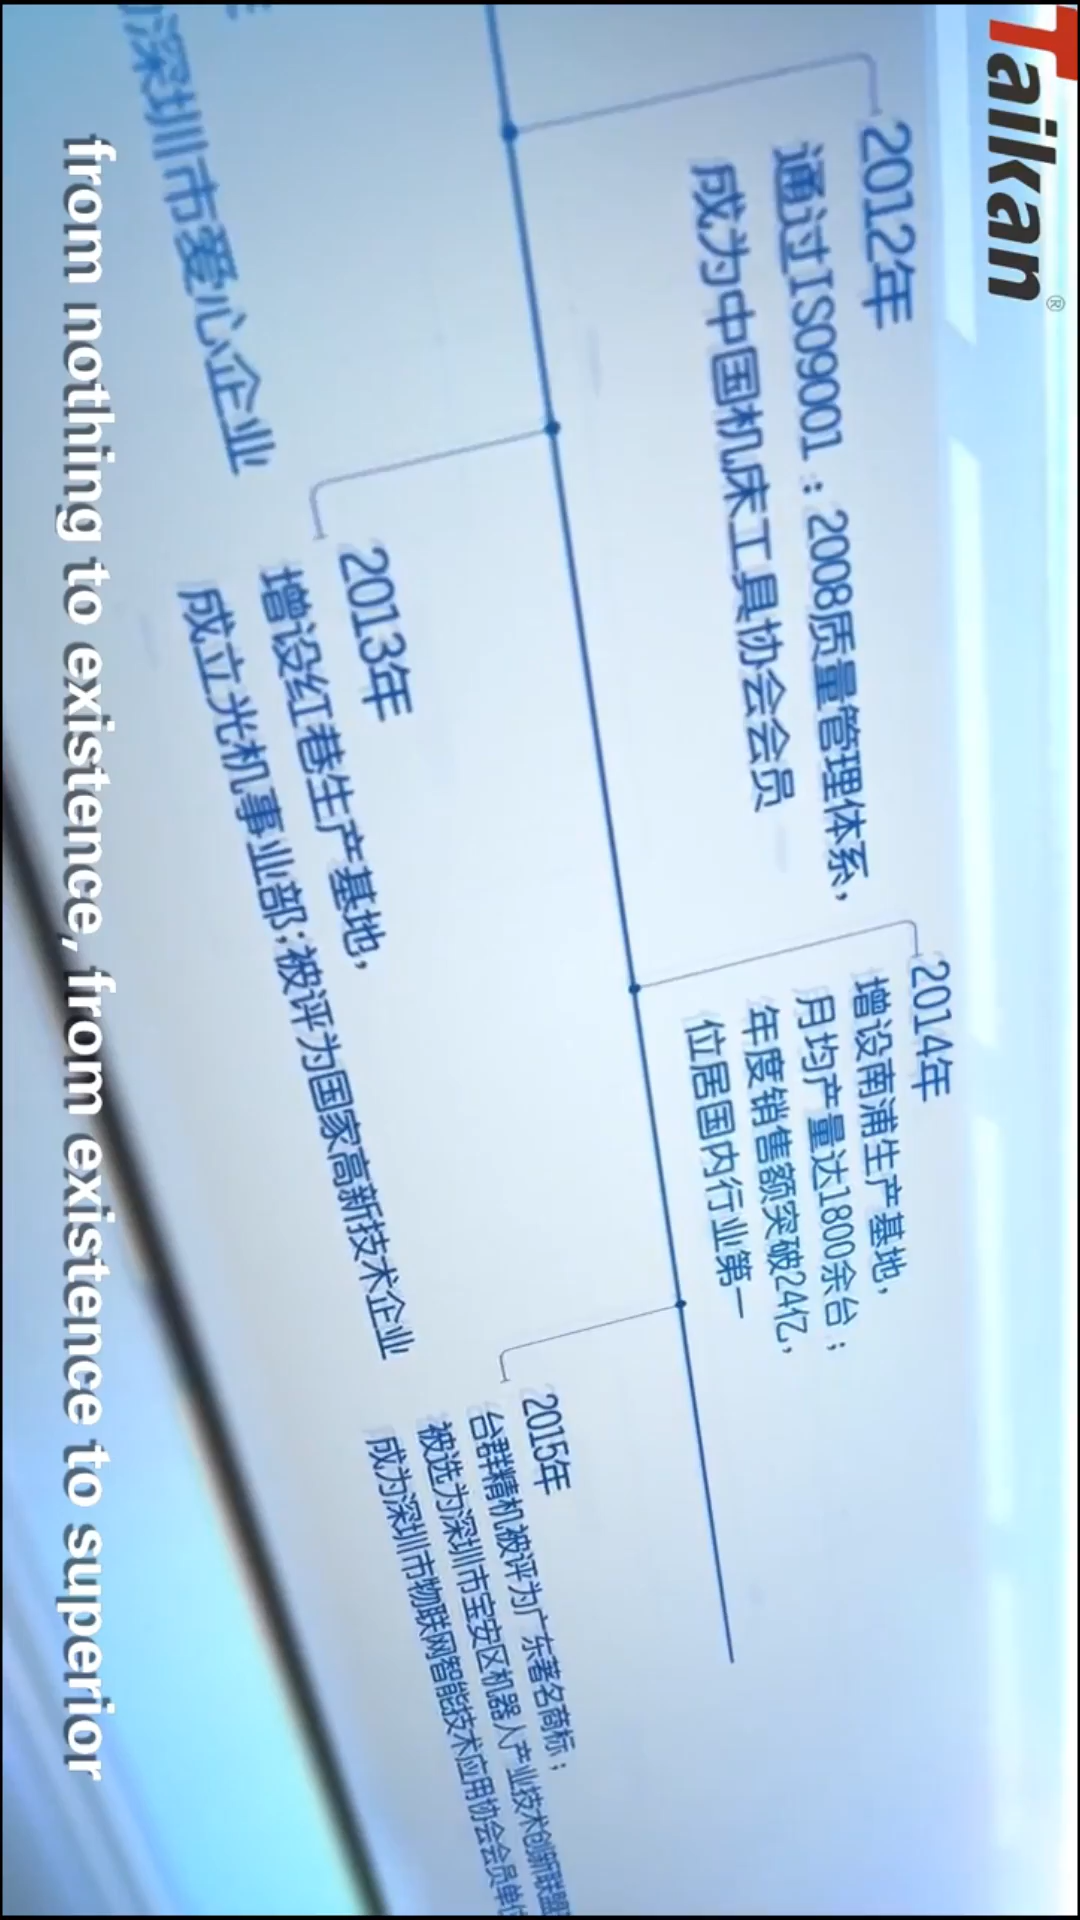 Taikan®
2012年
通过ISO9001：2008质量管理体系，
成为中国机床工具协会会员
深圳市爱心企业
2013年
增设红巷生产基地，
成立光机事业部；被评为国家高新技术企业
2014年
增设南浦生产基地，
月均产量达1800余台；
年度销售额突破24亿，
位居国内行业第一
2015年
台群精机被评为广东著名商标；
被选为深圳市宝安区机器人产业技术创新联盟
成为深圳市物联网智能技术应用协会会员单位
from nothing to existence, from existence to superior